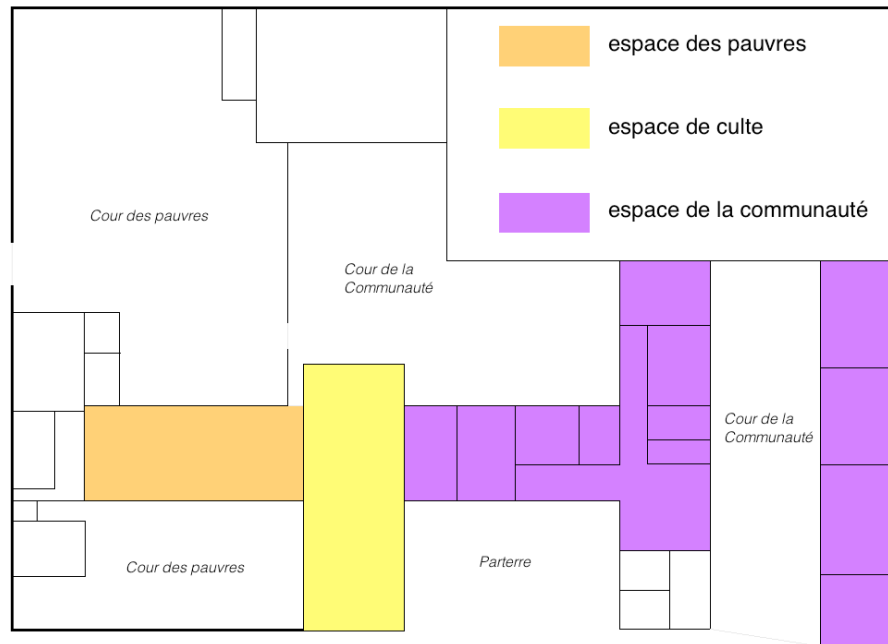 espace des pauvres
espace de culte
espace de la communauté
Cour des pauvres
Cour de la
Communauté
Cour de la
Communauté
Cour des pauvres
Parterre